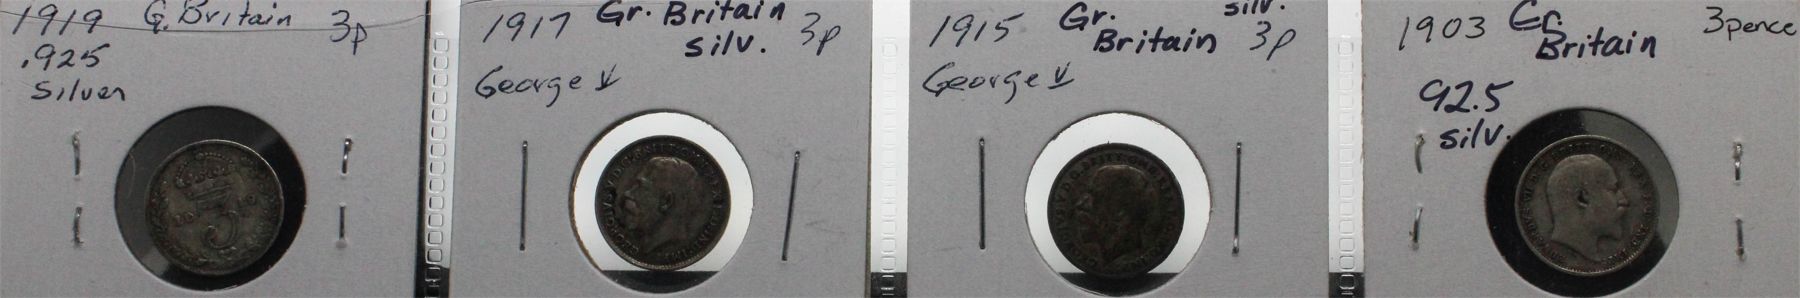 1919 G. Britain 3p
.925
Silver
3
1917 Gr. Britain
silv. 3p
George V
1915 Gr. silv.
Britain 3p
George V
1903 Gr. 3pence
Britain
92.5
silv.